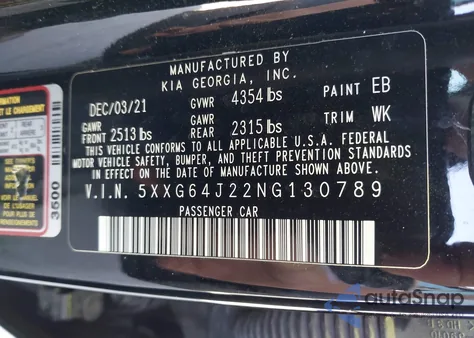 MANUFACTURED BY
KIA GEORGIA, INC.
DEC/03/21 GVWR 4354 lbs PAINT EB
GAWR FRONT 2513 lbs GAWR REAR 2315 lbs TRIM WK
THIS VEHICLE CONFORMS TO ALL APPLICABLE U.S.A. FEDERAL
MOTOR VEHICLE SAFETY, BUMPER, AND THEFT PREVENTION STANDARDS
IN EFFECT ON THE DATE OF MANUFACTURE SHOWN ABOVE.
V.I.N. 5XXG64J22NG130789
PASSENGER CAR
3500
autoSnap